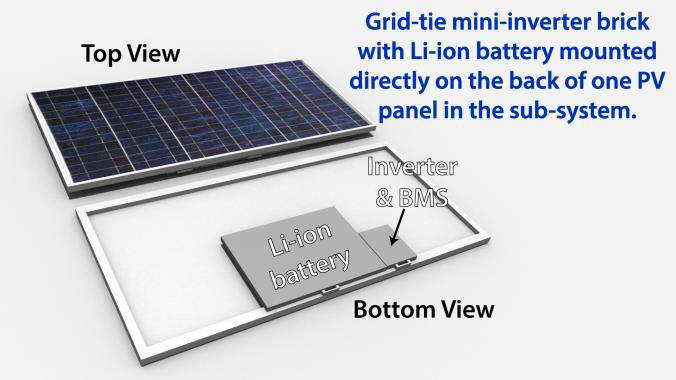 Grid-tie mini-inverter brick
with Li-ion battery mounted
directly on the back of one PV
panel in the sub-system.
Top View
Inverter
& BMS
Li-ion
battery
Bottom View